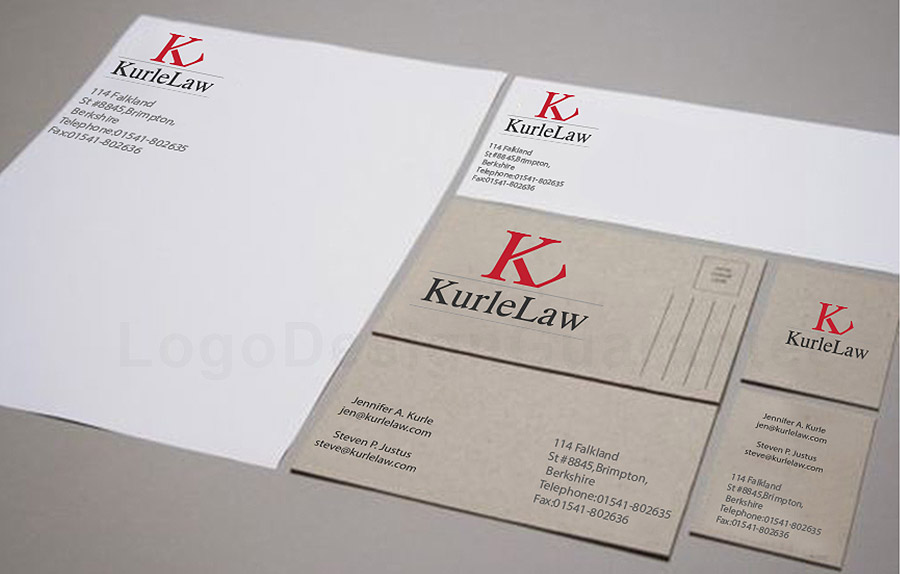 K
KurleLaw
114 Falkland
St #8845,Brimpton,
Berkshire
Telephone:01541-802635
Fax:01541-802636
K
KurleLaw
114 Falkland
St #8845,Brimpton,
Berkshire
Telephone:01541-802635
Fax:01541-802636
K
KurleLaw
K
KurleLaw
Jennifer A. Kurle
jen@kurlelaw.com
Steven P. Justus
steve@kurlelaw.com
114 Falkland
St #8845,Brimpton,
Berkshire
Telephone:01541-802635
Fax:01541-802636
Jennifer A. Kurle
jen@kurlelaw.com
Steven P. Justus
steve@kurlelaw.com
114 Falkland
St #8845,Brimpton,
Berkshire
Telephone:01541-802635
Fax:01541-802636